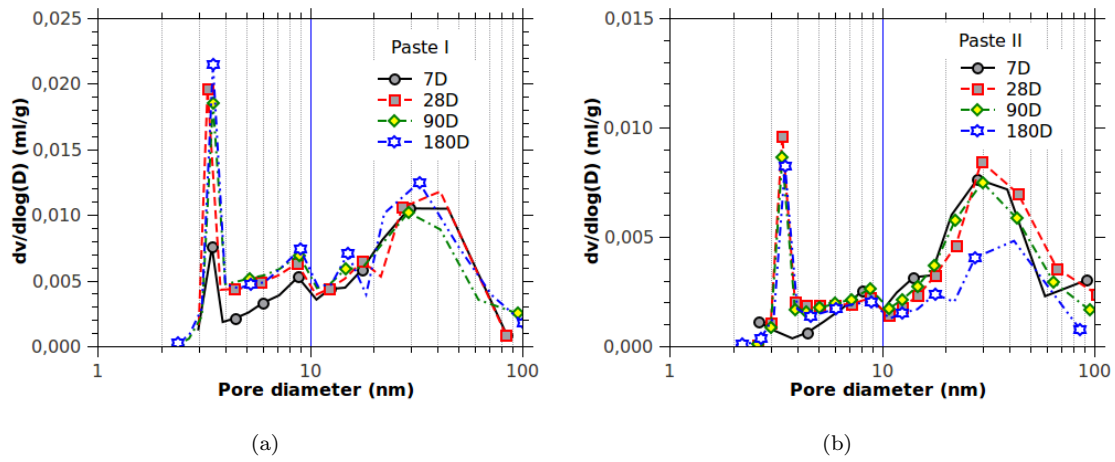 Paste I
7D
28D
90D
180D
0,025
0,020
0,015
0,010
0,005
0,000
dv/dlog(D) (ml/g)
1
10
100
Pore diameter (nm)
(a)
Paste II
7D
28D
90D
180D
0,015
0,010
0,005
0,000
dv/dlog(D) (ml/g)
1
10
100
Pore diameter (nm)
(b)